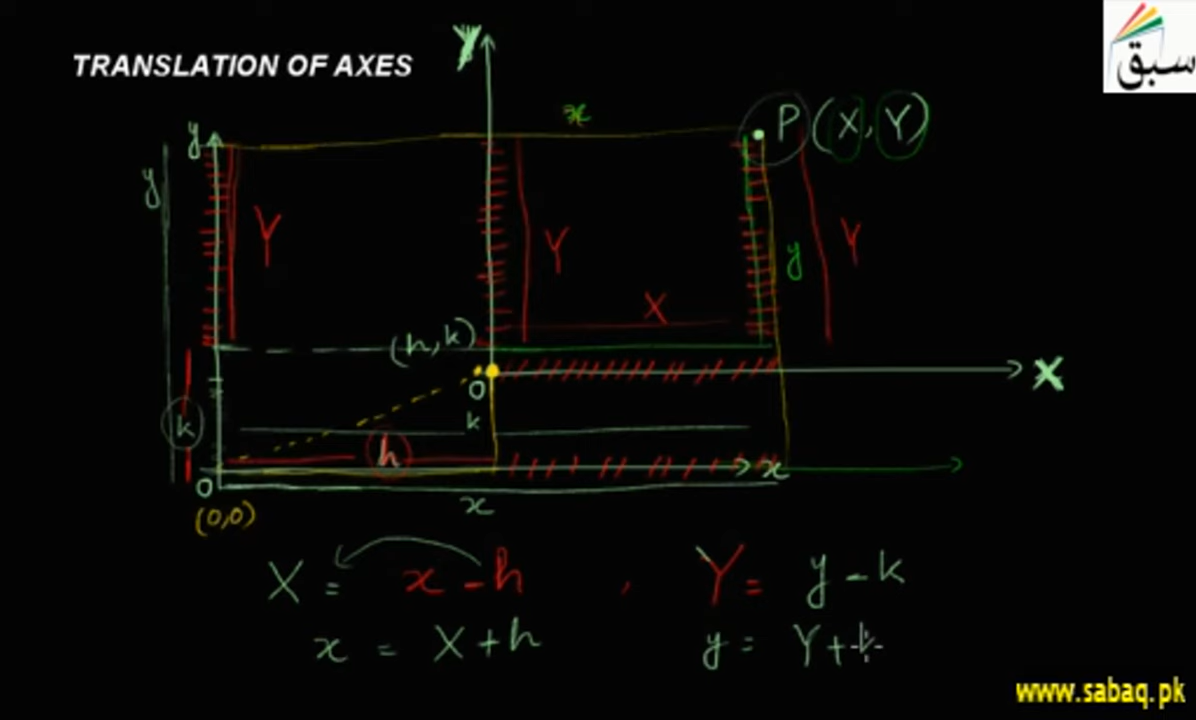 TRANSLATION OF AXES
سبق
Y
x
P (X, Y)
y
y
Y
Y
y
Y
X
(h, k)
O
X
k
k
h
x
O
x
(0,0)
X = x - h , Y = y - k
x = X + h
y = Y + k
www.sabaq.pk